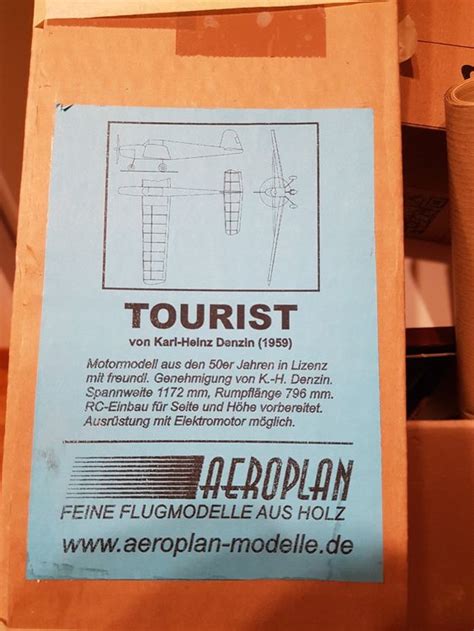 TOURIST
von Karl-Heinz Denzin (1959)
Motormodell aus den 50er Jahren in Lizenz
mit freundl. Genehmigung von K.-H. Denzin.
Spannweite 1172 mm, Rumpflänge 796 mm.
RC-Einbau für Seite und Höhe vorbereitet.
Ausrüstung mit Elektromotor möglich.
AEROPLAN
FEINE FLUGMODELLE AUS HOLZ
www.aeroplan-modelle.de